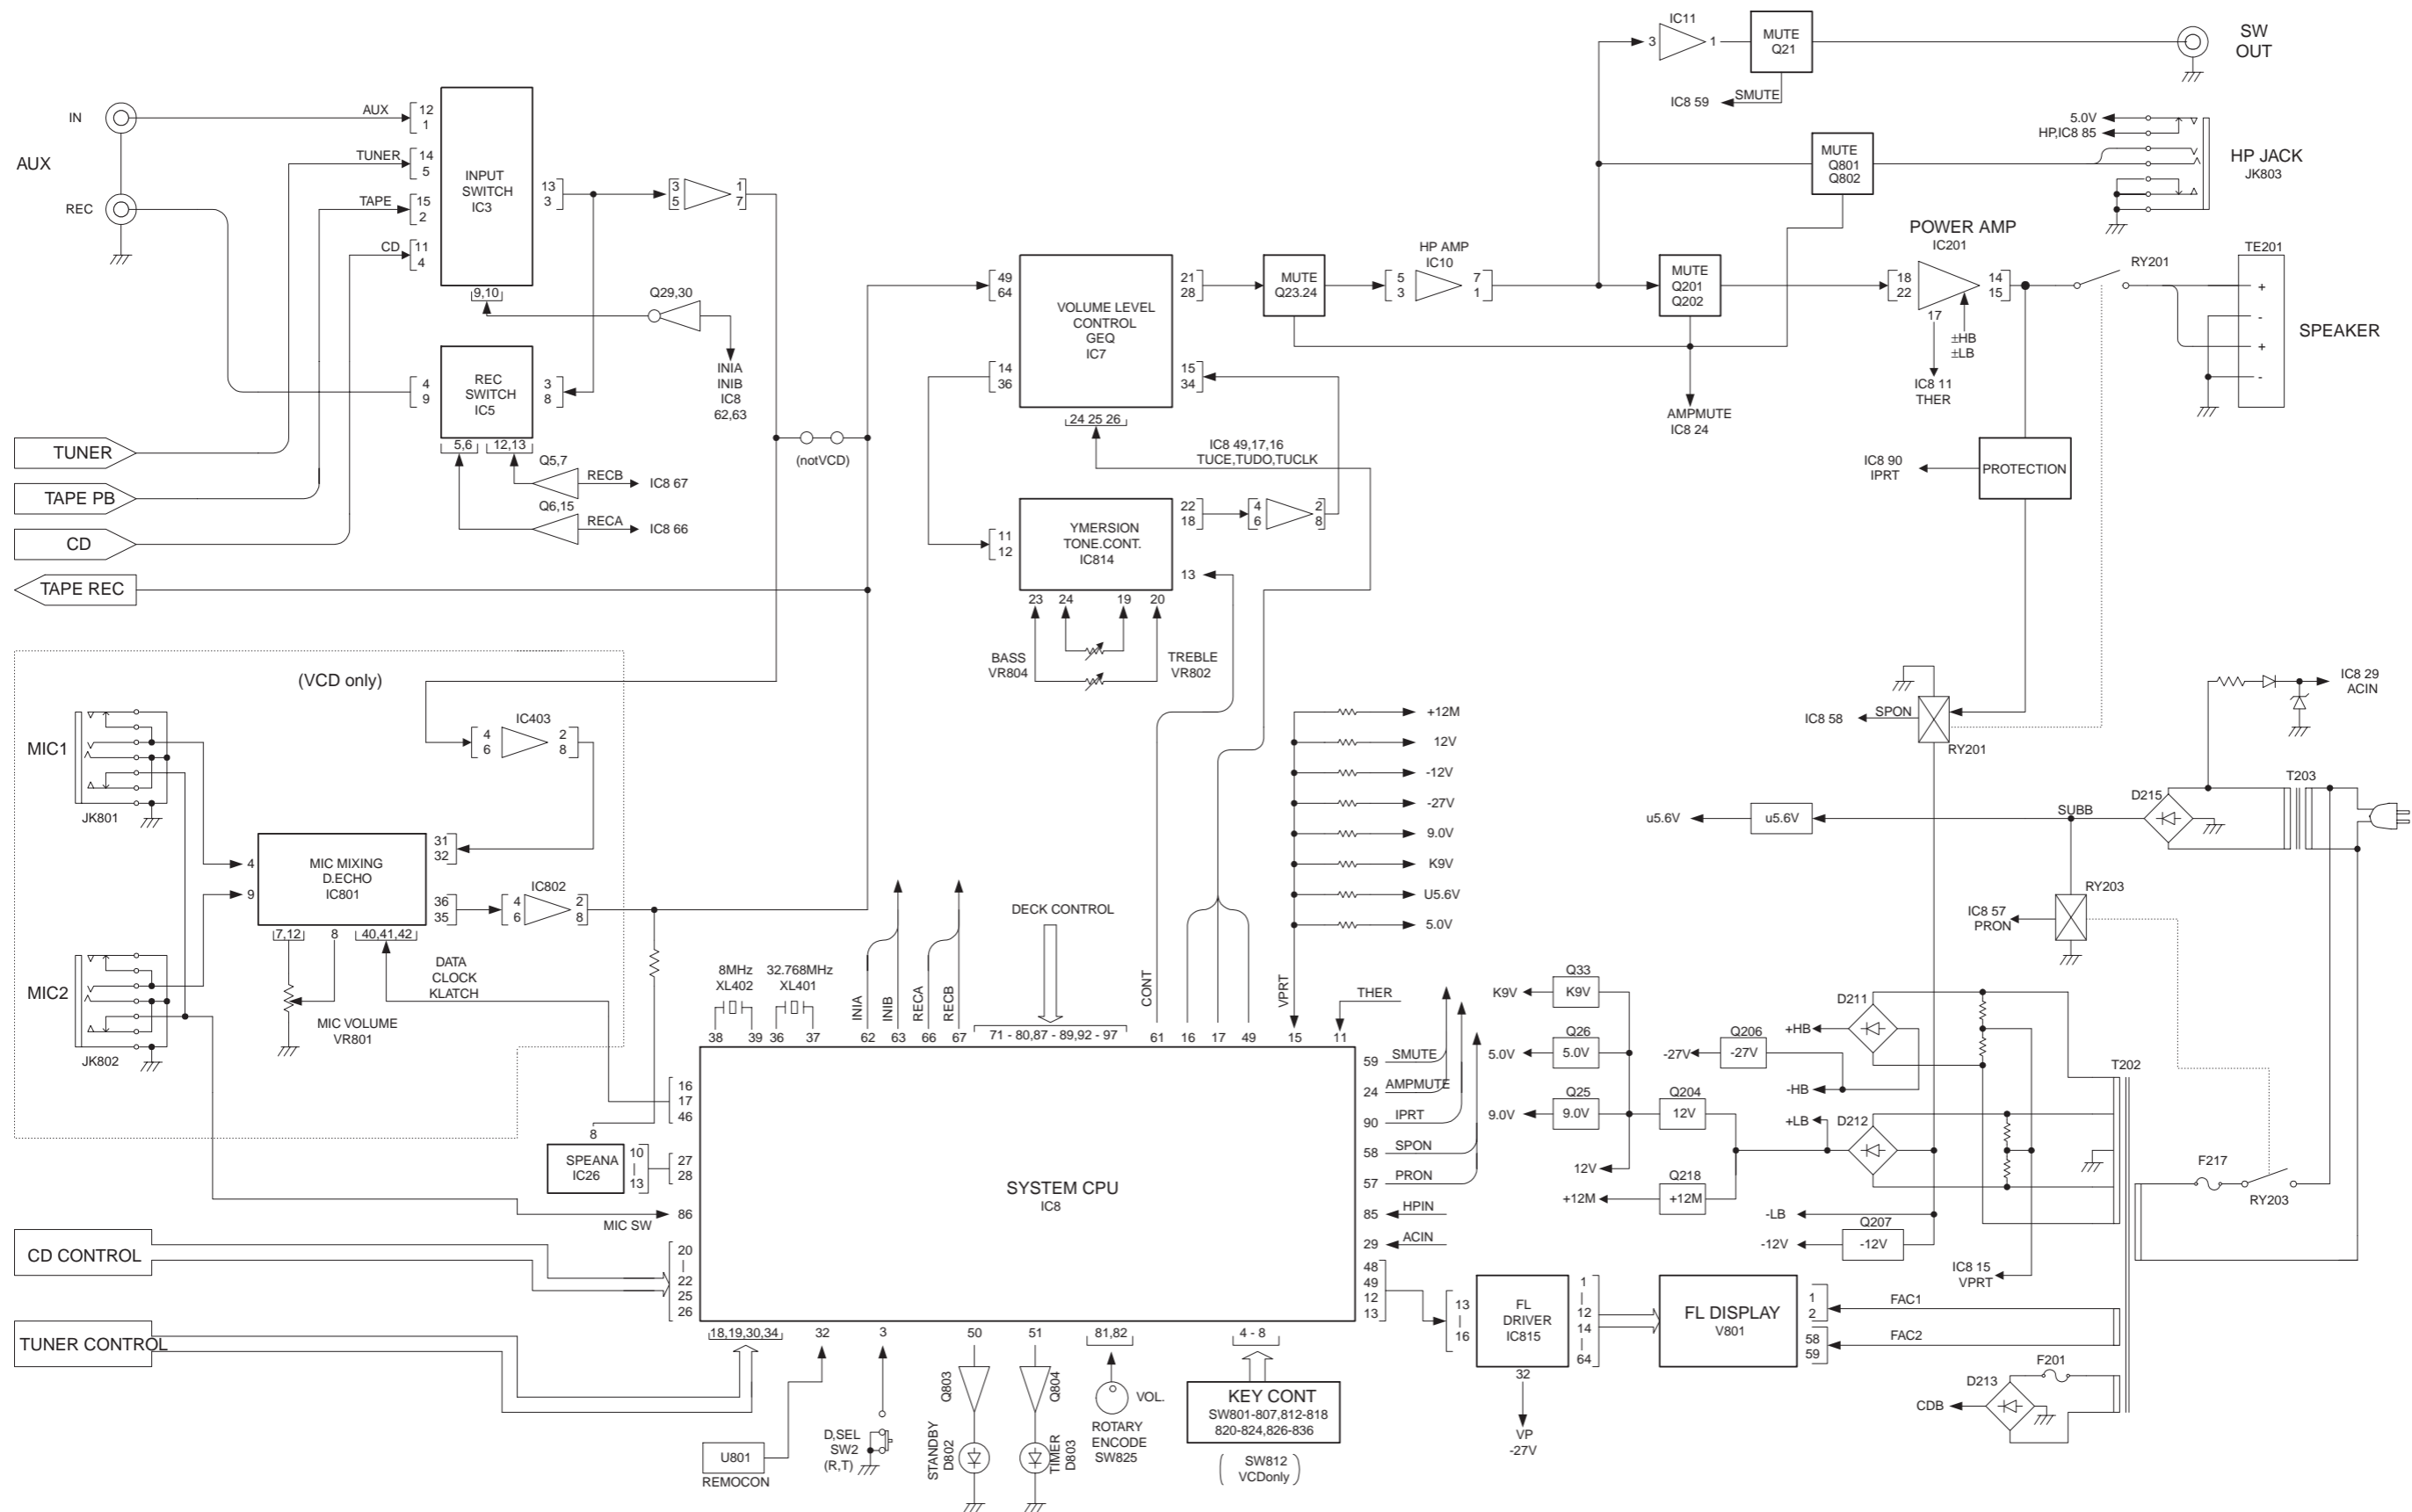 IN
AUX
REC
AUX
12
1
TUNER
14
5
TAPE
15
2
CD
11
4
INPUT
SWITCH
IC3
13
3
9,10
3
5
1
7
Q29,30
INIA
INIB
IC8
62,63
REC
SWITCH
IC5
4
9
3
8
5,6
12,13
Q5,7
RECB
IC8 67
Q6,15
RECA
IC8 66
TUNER
TAPE PB
CD
TAPE REC
(notVCD)
49
64
VOLUME LEVEL
CONTROL
GEQ
IC7
21
28
14
36
15
34
24 25 26
IC8 49,17,16
TUCE,TUDO,TUCLK
MUTE
Q23.24
HP AMP
IC10
5
3
7
1
IC11
3
1
MUTE
Q21
SMUTE
IC8 59
SW
OUT
5.0V
HP,IC8 85
MUTE
Q801
Q802
HP JACK
JK803
MUTE
Q201
Q202
AMPMUTE
IC8 24
POWER AMP
IC201
18
22
14
15
17
±HB
±LB
IC8 11
THER
RY201
TE201
+
-
+
-
SPEAKER
IC8 90
IPRT
PROTECTION
11
12
YMERSION
TONE.CONT.
IC814
22
18
4
6
2
8
13
23
24
19
20
BASS
VR804
TREBLE
VR802
(VCD only)
MIC1
JK801
MIC2
JK802
IC403
4
6
2
8
MIC MIXING
D.ECHO
IC801
4
9
31
32
36
35
IC802
4
6
2
8
7,12
8
40,41,42
DATA
CLOCK
KLATCH
MIC VOLUME
VR801
+12M
12V
-12V
-27V
9.0V
K9V
U5.6V
5.0V
IC8 58
SPON
RY201
IC8 29
ACIN
T203
D215
SUBB
u5.6V
u5.6V
RY203
IC8 57
PRON
8MHz
XL402
32.768MHz
XL401
INIA
INIB
RECA
RECB
DECK CONTROL
CONT
VPRT
THER
38
39
36
37
62
63
66
67
71 - 80,87 - 89,92 - 97
61
16
17
49
15
11
SYSTEM CPU
IC8
16
17
46
8
SPEANA
IC26
10
13
27
28
MIC SW
86
20
22
25
26
CD CONTROL
TUNER CONTROL
59
SMUTE
24
AMPMUTE
90
IPRT
58
SPON
57
PRON
85
HPIN
29
ACIN
48
49
12
13
Q33
K9V
K9V
Q26
5.0V
5.0V
Q25
9.0V
9.0V
Q204
12V
12V
Q218
+12M
+12M
Q206
-27V
-27V
D211
+HB
-HB
+LB
D212
-LB
Q207
-12V
-12V
IC8 15
VPRT
T202
F217
RY203
13
16
FL
DRIVER
IC815
32
VP
-27V
1
12
14
64
FL DISPLAY
V801
1
2
58
59
FAC1
FAC2
F201
D213
CDB
18,19,30,34
32
3
50
51
81,82
4 - 8
U801
REMOCON
D,SEL
SW2
(R,T)
Q803
STANDBY
D802
Q804
TIMER
D803
VOL.
ROTARY
ENCODE
SW825
KEY CONT
SW801-807,812-818
820-824,826-836
SW812
VCDonly